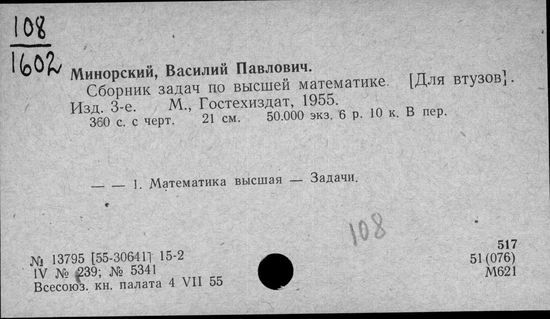 108
1602
Минорский, Василий Павлович.
Сборник задач по высшей математике. [Для втузов].
Изд. 3-е. М., Гостехиздат, 1955.
360 с. с черт. 21 см. 50.000 экз. 6 р. 10 к. В пер.
— — 1. Математика высшая — Задачи.
108
517
№ 13795 [55-30641] 15-2
51 (076)
IV № 239; № 5341
М621
Всесоюз. кн. палата 4 VII 55